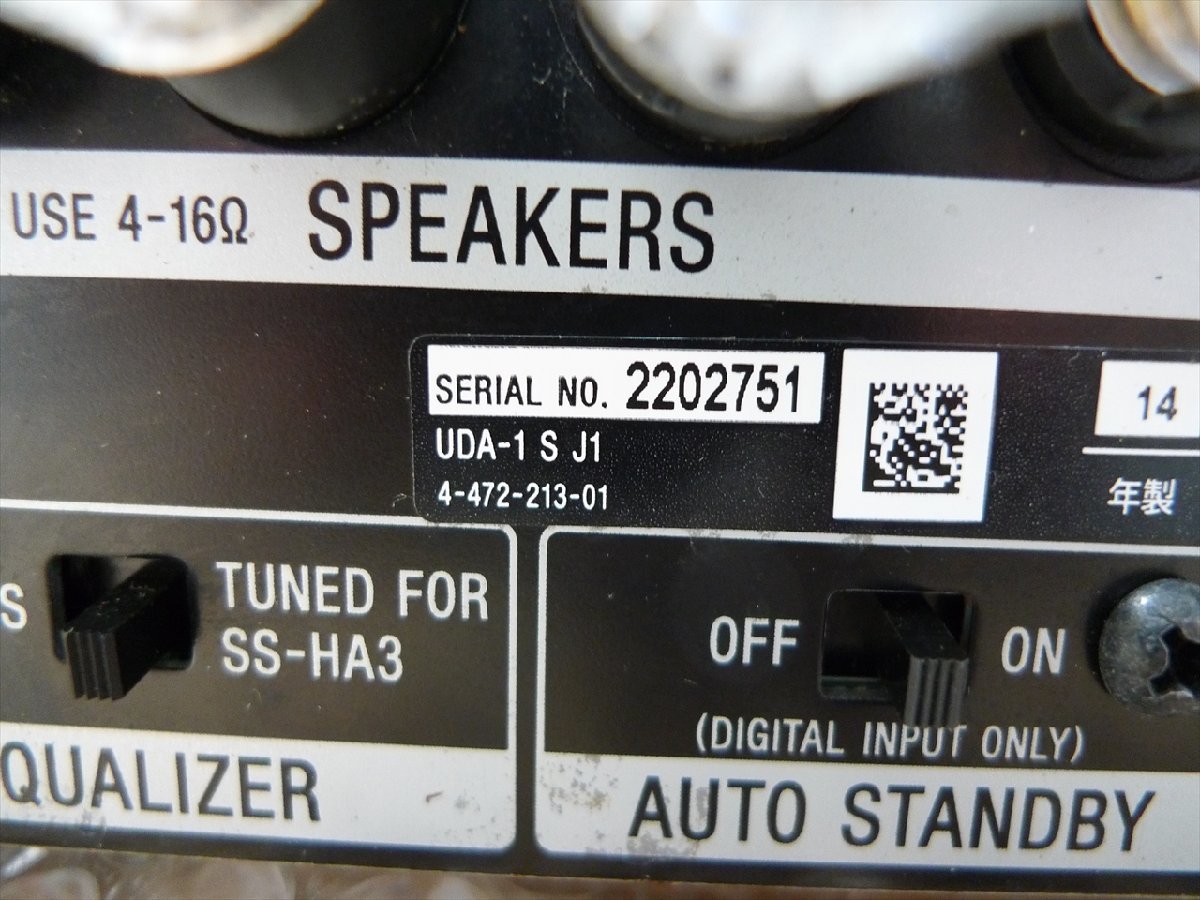 USE 4-16Ω SPEAKERS
SERIAL NO. 2202751
UDA-1 S J1
4-472-213-01
14
年製
S
TUNED FOR
SS-HA3
QUALIZER
OFF
ON
(DIGITAL INPUT ONLY)
AUTO STANDBY